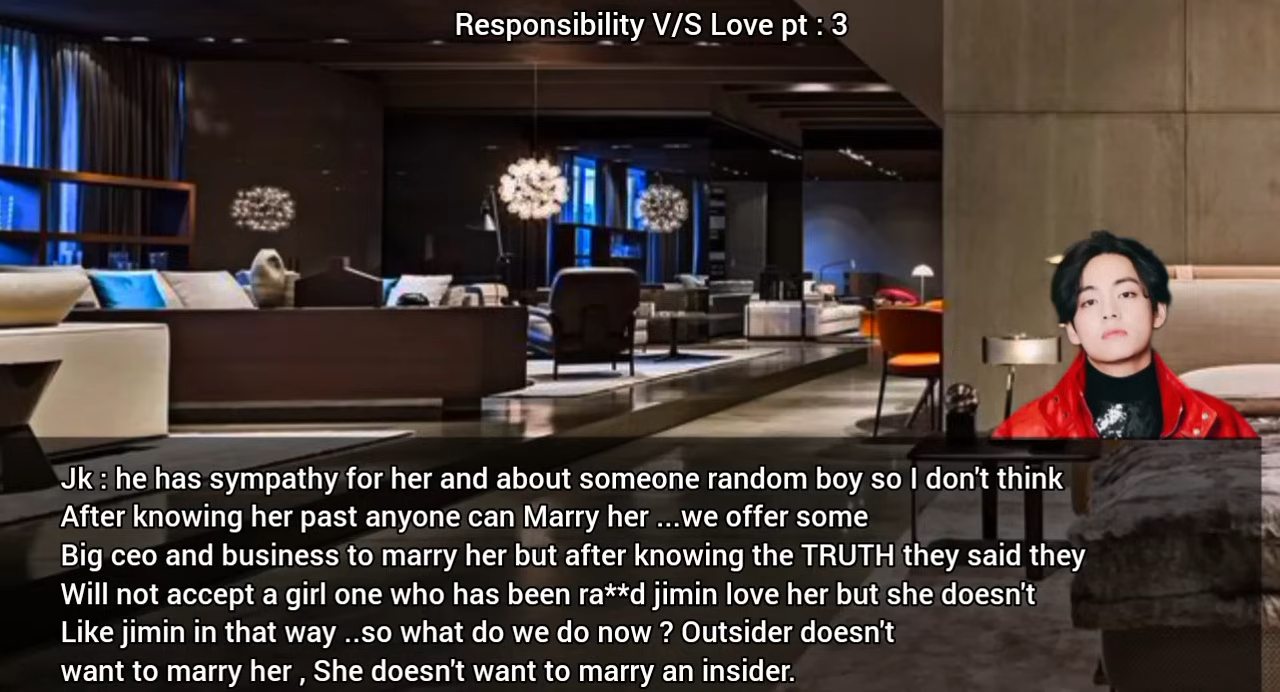 Responsibility V/S Love pt : 3
Jk : he has sympathy for her and about someone random boy so I don't think
After knowing her past anyone can Marry her ...we offer some
Big ceo and business to marry her but after knowing the TRUTH they said they
Will not accept a girl one who has been ra**d jimin love her but she doesn't
Like jimin in that way ..so what do we do now ? Outsider doesn't
want to marry her , She doesn't want to marry an insider.